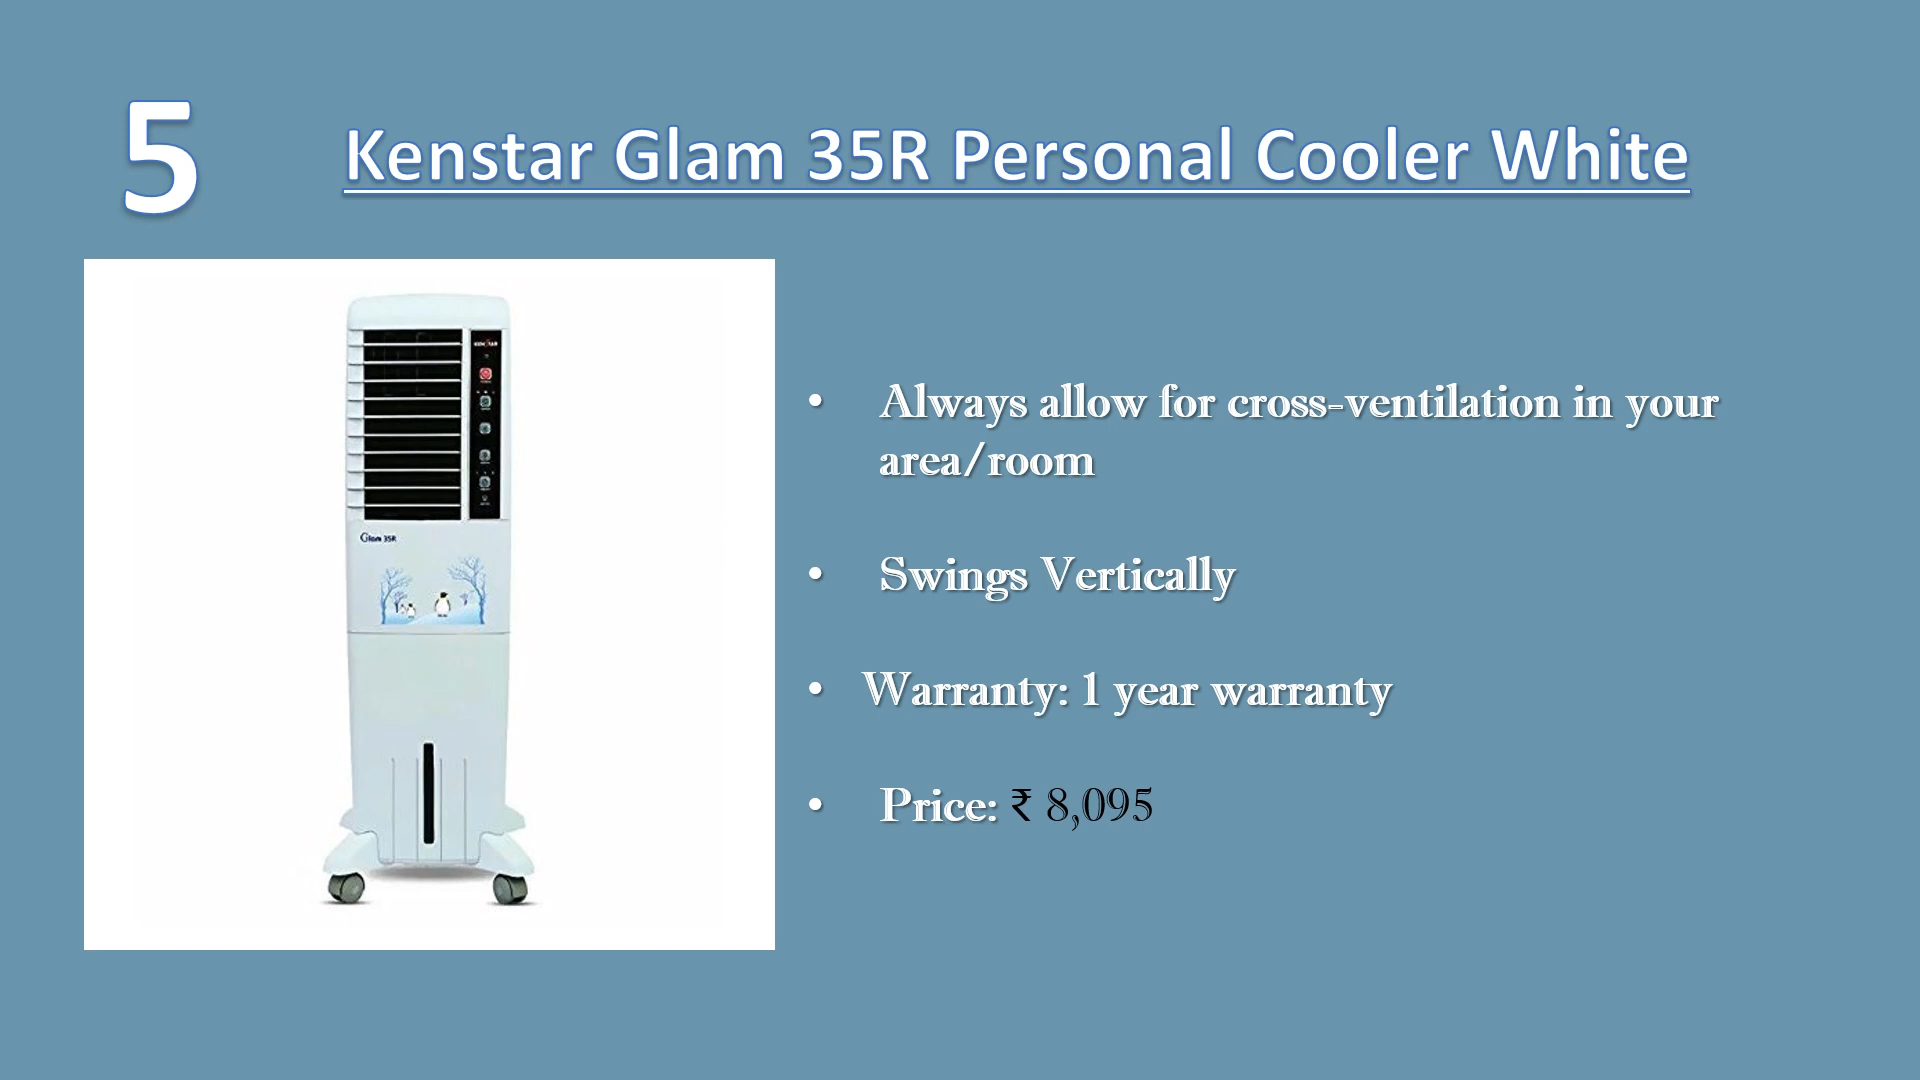 5
Kenstar Glam 35R Personal Cooler White
KENSTAR
Glam 35R
• Always allow for cross-ventilation in your
area/room
• Swings Vertically
• Warranty: 1 year warranty
• Price: ₹ 8,095